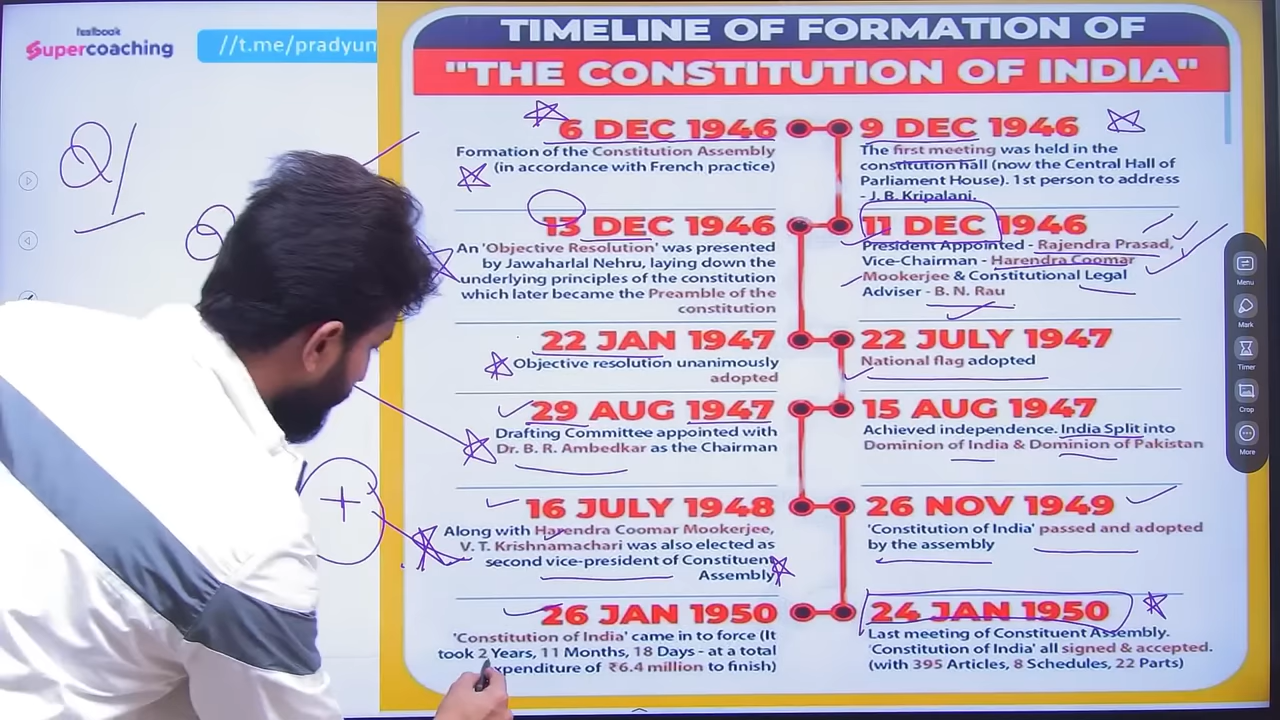 testbook
Supercoaching
//t.me/pradyum
Q/
Q
+
TIMELINE OF FORMATION OF
"THE CONSTITUTION OF INDIA"
6 DEC 1946
Formation of the Constitution Assembly
(in accordance with French practice)
9 DEC 1946
The first meeting was held in the
constitution hall (now the Central Hall of
Parliament House). 1st person to address
- J. B. Kripalani.
11 DEC 1946
President Appointed - Rajendra Prasad,
Vice-Chairman - Harendra Coomar
Mookerjee & Constitutional Legal
Adviser - B. N. Rau
13 DEC 1946
An 'Objective Resolution' was presented
by Jawaharlal Nehru, laying down the
underlying principles of the constitution
which later became the Preamble of the
constitution
22 JAN 1947
Objective resolution unanimously
adopted
22 JULY 1947
National flag adopted
15 AUG 1947
Achieved independence. India Split into
Dominion of India & Dominion of Pakistan
29 AUG 1947
Drafting Committee appointed with
Dr. B. R. Ambedkar as the Chairman
16 JULY 1948
Along with Harendra Coomar Mookerjee,
V. T. Krishnamachari was also elected as
second vice-president of Constituent
Assembly
26 NOV 1949
'Constitution of India' passed and adopted
by the assembly
24 JAN 1950
Last meeting of Constituent Assembly.
'Constitution of India' all signed & accepted.
(with 395 Articles, 8 Schedules, 22 Parts)
26 JAN 1950
'Constitution of India' came in to force (It
took 2 Years, 11 Months, 18 Days - at a total
expenditure of ₹6.4 million to finish)
Menu
Mark
Timer
Crop
More